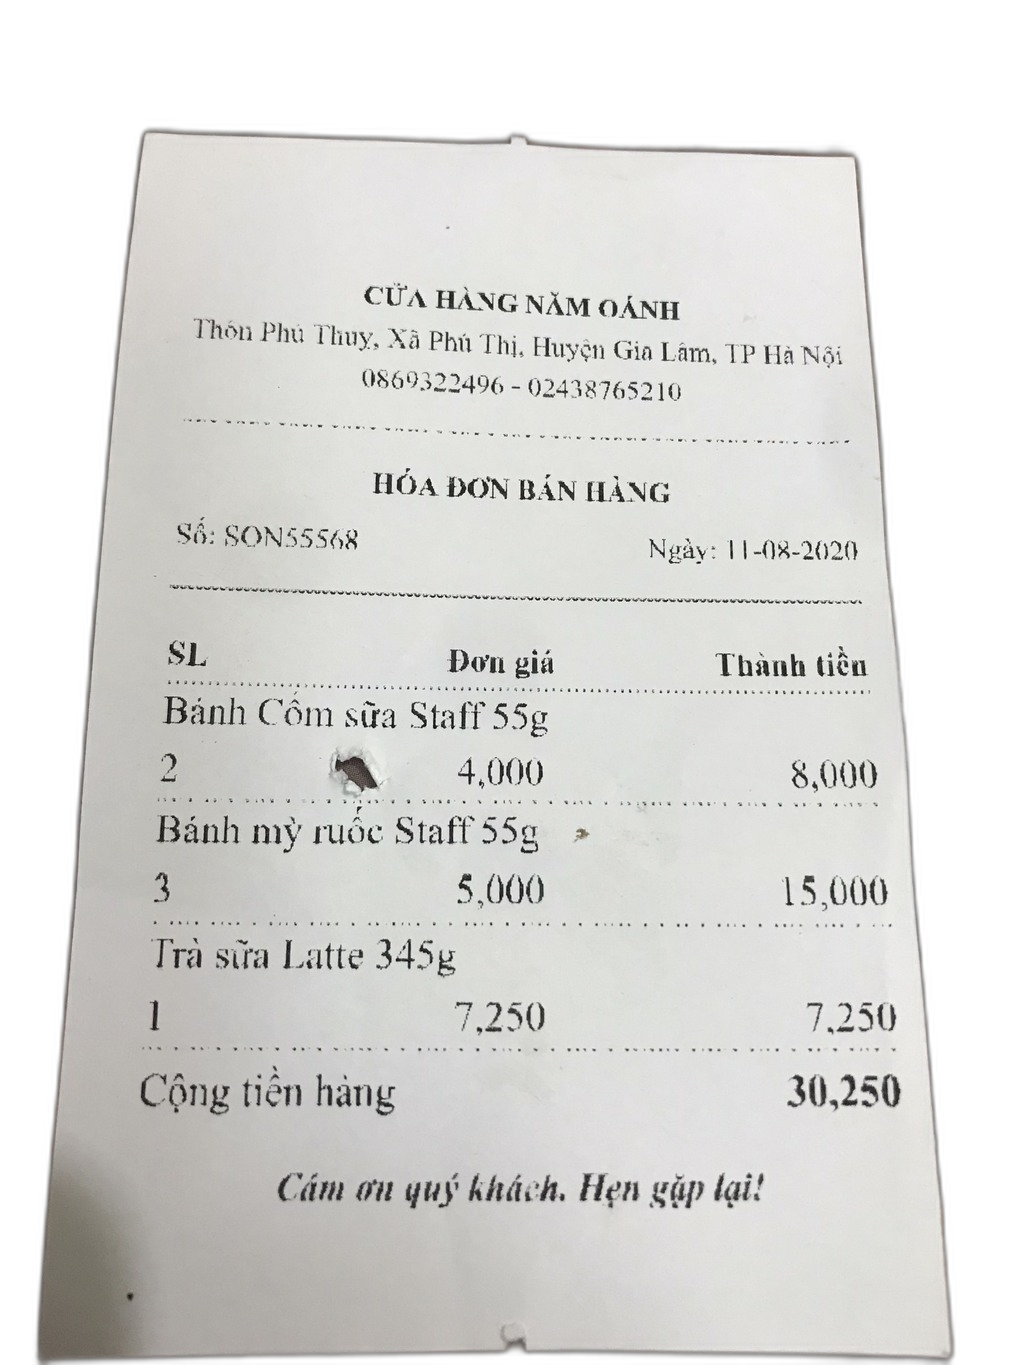 CỬA HÀNG NĂM OÁNH
Thôn Phú Thuỵ, Xã Phú Thị, Huyện Gia Lâm, TP Hà Nội
0869322496 - 02438765210
HÓA ĐƠN BÁN HÀNG
Số: SON55568 Ngày: 11-08-2020
SL Đơn giá Thành tiền
Bánh Cốm sữa Staff 55g
2 4,000 8,000
Bánh mỳ ruốc Staff 55g
3 5,000 15,000
Trà sữa Latte 345g
1 7,250 7,250
Cộng tiền hàng 30,250
Cám ơn quý khách. Hẹn gặp lại!